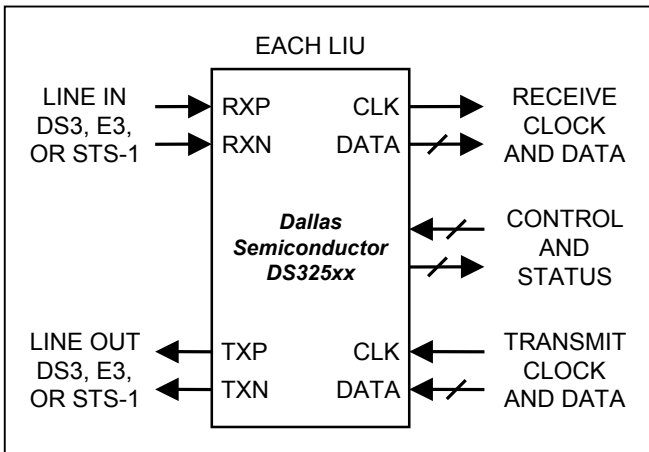 EACH LIU
LINE IN
DS3, E3,
OR STS-1
RXP
RXN
CLK
DATA
RECEIVE
CLOCK
AND DATA
Dallas
Semiconductor
DS325xx
CONTROL
AND
STATUS
LINE OUT
DS3, E3,
OR STS-1
TXP
TXN
CLK
DATA
TRANSMIT
CLOCK
AND DATA